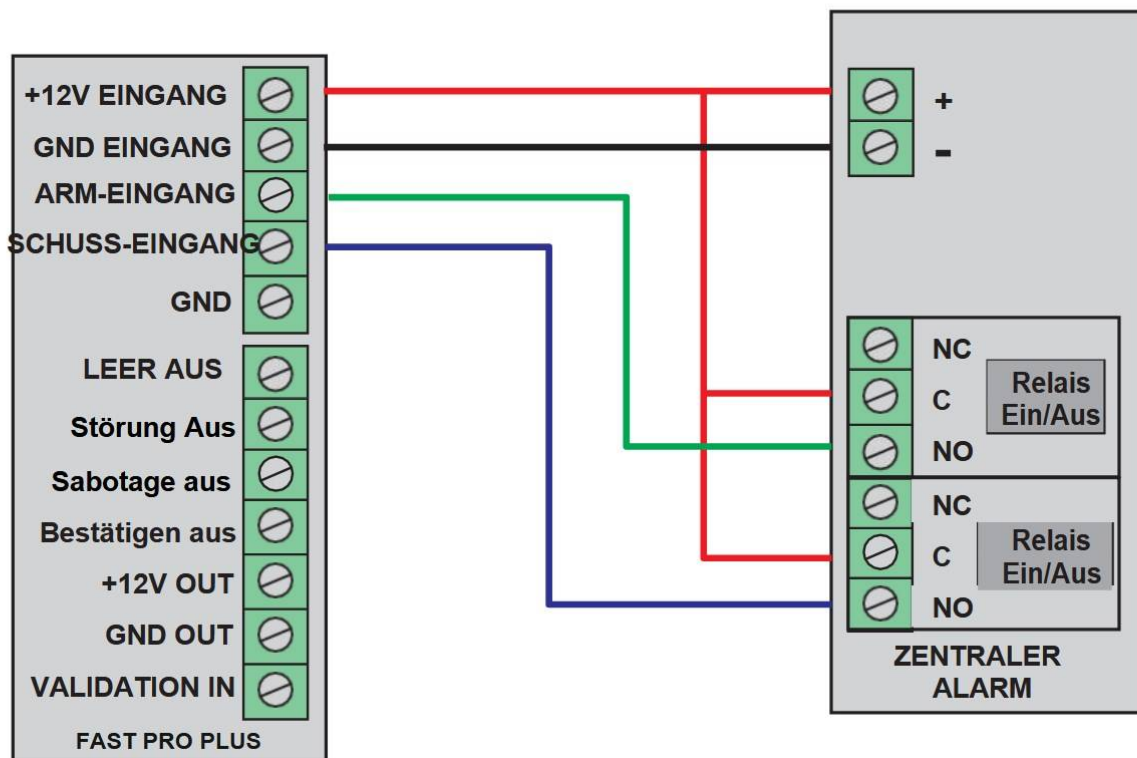 +12V EINGANG
GND EINGANG
ARM-EINGANG
SCHUSS-EINGANG
GND
LEER AUS
Störung Aus
Sabotage aus
Bestätigen aus
+12V OUT
GND OUT
VALIDATION IN
FAST PRO PLUS
+
-
NC
C
NO
Relais
Ein/Aus
NC
C
NO
Relais
Ein/Aus
ZENTRALER
ALARM